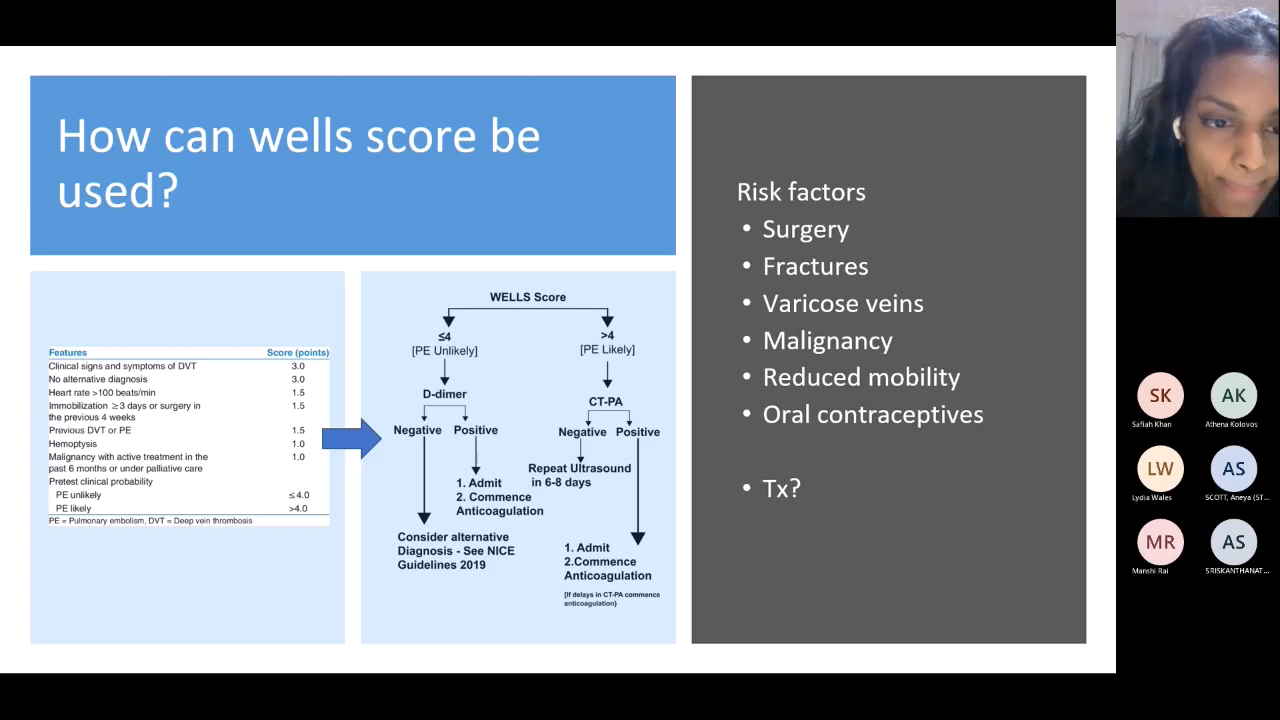 How can wells score be
used?
Features Score (points)
Clinical signs and symptoms of DVT 3.0
No alternative diagnosis 3.0
Heart rate >100 beats/min 1.5
Immobilization ≥3 days or surgery in 1.5
the previous 4 weeks
Previous DVT or PE 1.5
Hemoptysis 1.0
Malignancy with active treatment in the 1.0
past 6 months or under palliative care
Pretest clinical probability
PE unlikely ≤4.0
PE likely >4.0
PE = Pulmonary embolism, DVT = Deep vein thrombosis
WELLS Score
≤4 >4
[PE Unlikely] [PE Likely]
D-dimer CT-PA
Negative Positive Negative Positive
Repeat Ultrasound
in 6-8 days
1. Admit
2. Commence
Anticoagulation
Consider alternative
Diagnosis - See NICE
Guidelines 2019
1. Admit
2.Commence
Anticoagulation
[If delays in CT-PA commence
anticoagulation}
Risk factors
• Surgery
• Fractures
• Varicose veins
• Malignancy
• Reduced mobility
• Oral contraceptives
• Tx?
SK AK
Safiah Khan Athena Kolovos
LW AS
Lydia Wales SCOTT, Aneya (ST...
MR AS
Manshi Rai SRISKANTHANAT...